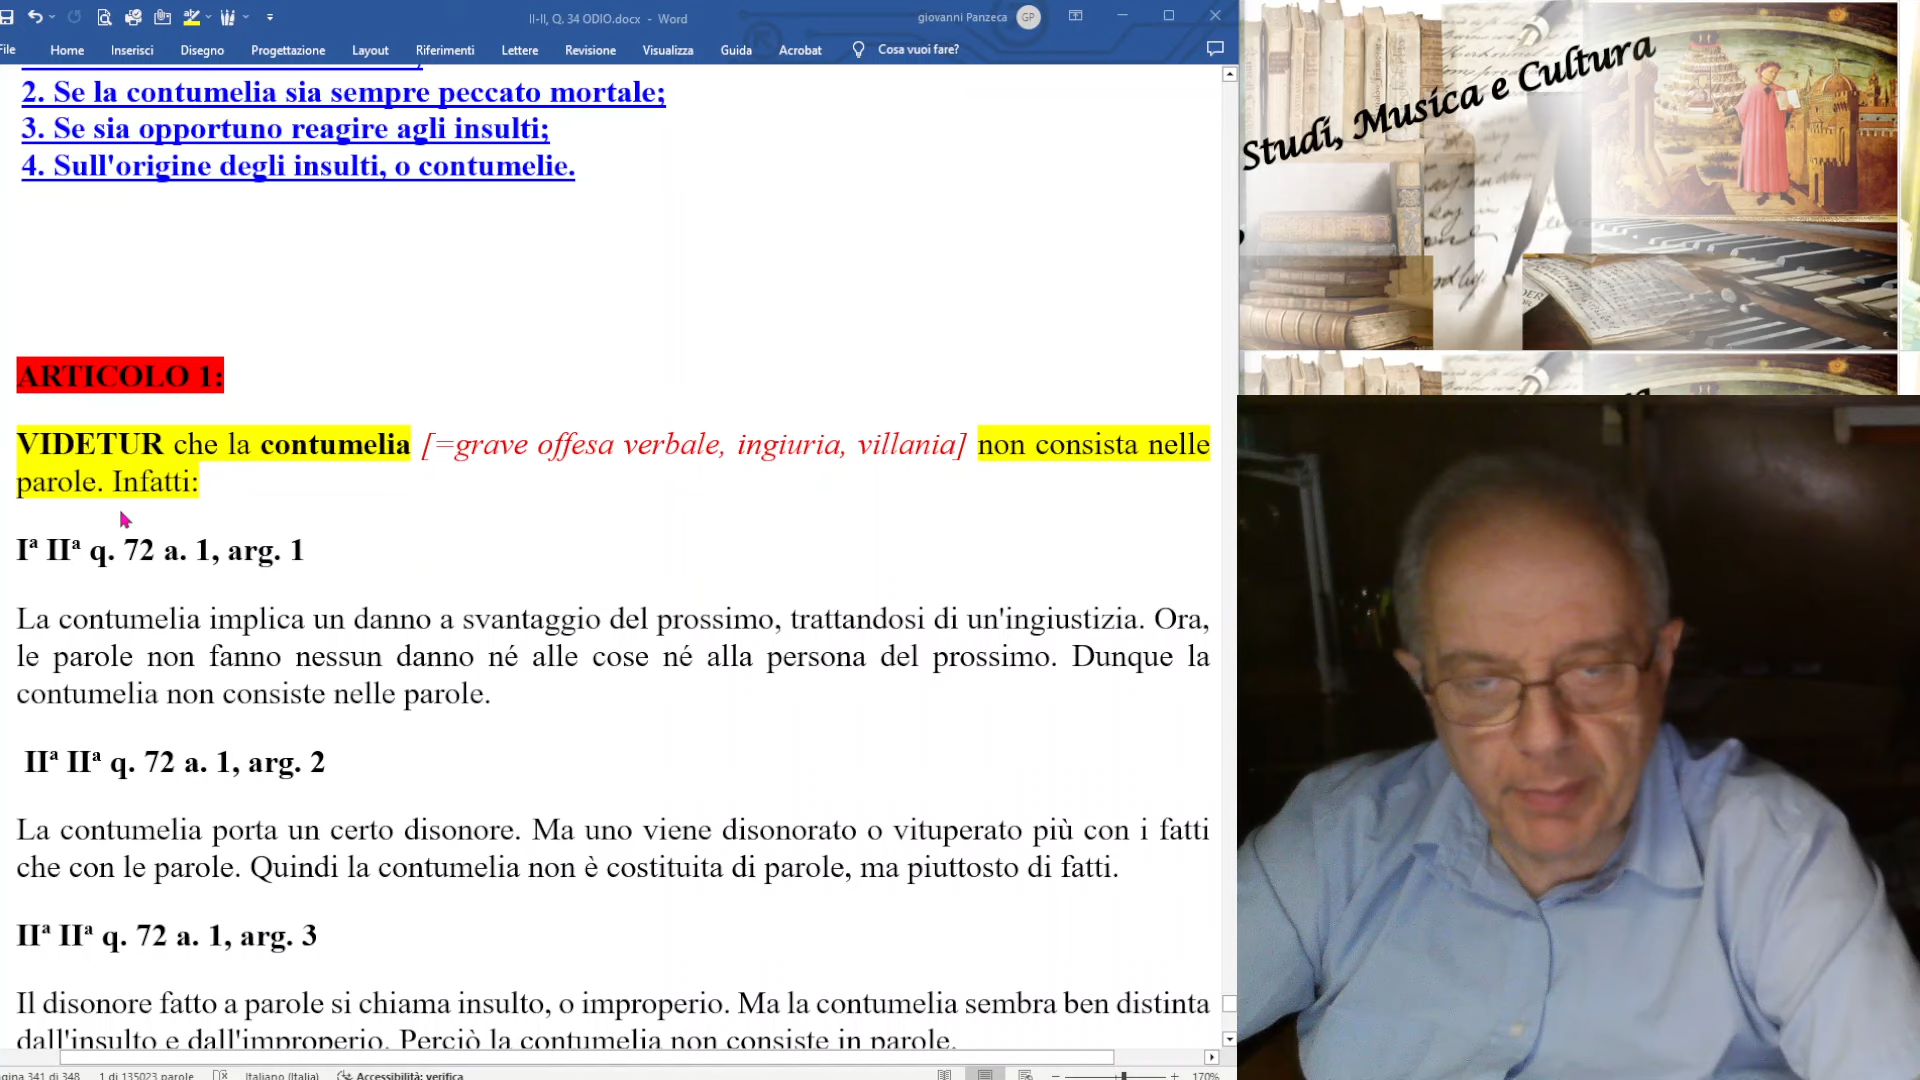 II-II, Q. 34 ODIO.docx - Word
giovanni Panzeca
GP
File
Home
Inserisci
Disegno
Progettazione
Layout
Riferimenti
Lettere
Revisione
Visualizza
Guida
Acrobat
Cosa vuoi fare?
2. Se la contumelia sia sempre peccato mortale;
3. Se sia opportuno reagire agli insulti;
4. Sull'origine degli insulti, o contumelie.
ARTICOLO 1:
VIDETUR che la contumelia [=grave offesa verbale, ingiuria, villania] non consista nelle
parole. Infatti:
Iª IIª q. 72 a. 1, arg. 1
La contumelia implica un danno a svantaggio del prossimo, trattandosi di un'ingiustizia. Ora,
le parole non fanno nessun danno né alle cose né alla persona del prossimo. Dunque la
contumelia non consiste nelle parole.
IIª IIª q. 72 a. 1, arg. 2
La contumelia porta un certo disonore. Ma uno viene disonorato o vituperato più con i fatti
che con le parole. Quindi la contumelia non è costituita di parole, ma piuttosto di fatti.
IIª IIª q. 72 a. 1, arg. 3
Il disonore fatto a parole si chiama insulto, o improperio. Ma la contumelia sembra ben distinta
dall'insulto e dall'improperio. Perciò la contumelia non consiste in parole.
gina 341 di 348
1 di 135023 parole
Italiano (Italia)
Accessibilità: verifica
170%
Studi, Musica e Cultura